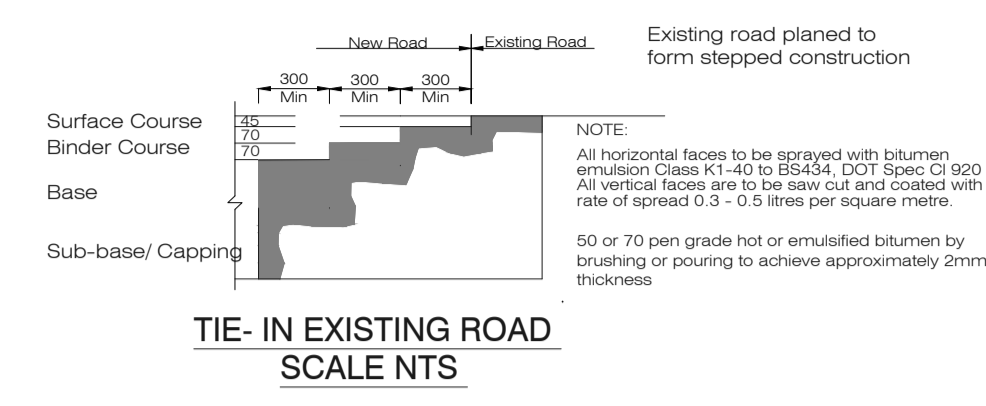 New Road
Existing Road
Existing road planed to
form stepped construction
300
Min
300
Min
300
Min
Surface Course
45
70
Binder Course
70
Base
Sub-base/ Capping
NOTE:
All horizontal faces to be sprayed with bitumen
emulsion Class K1-40 to BS434, DOT Spec Cl 920
All vertical faces are to be saw cut and coated with
rate of spread 0.3 - 0.5 litres per square metre.
50 or 70 pen grade hot or emulsified bitumen by
brushing or pouring to achieve approximately 2mm
thickness
TIE- IN EXISTING ROAD
SCALE NTS